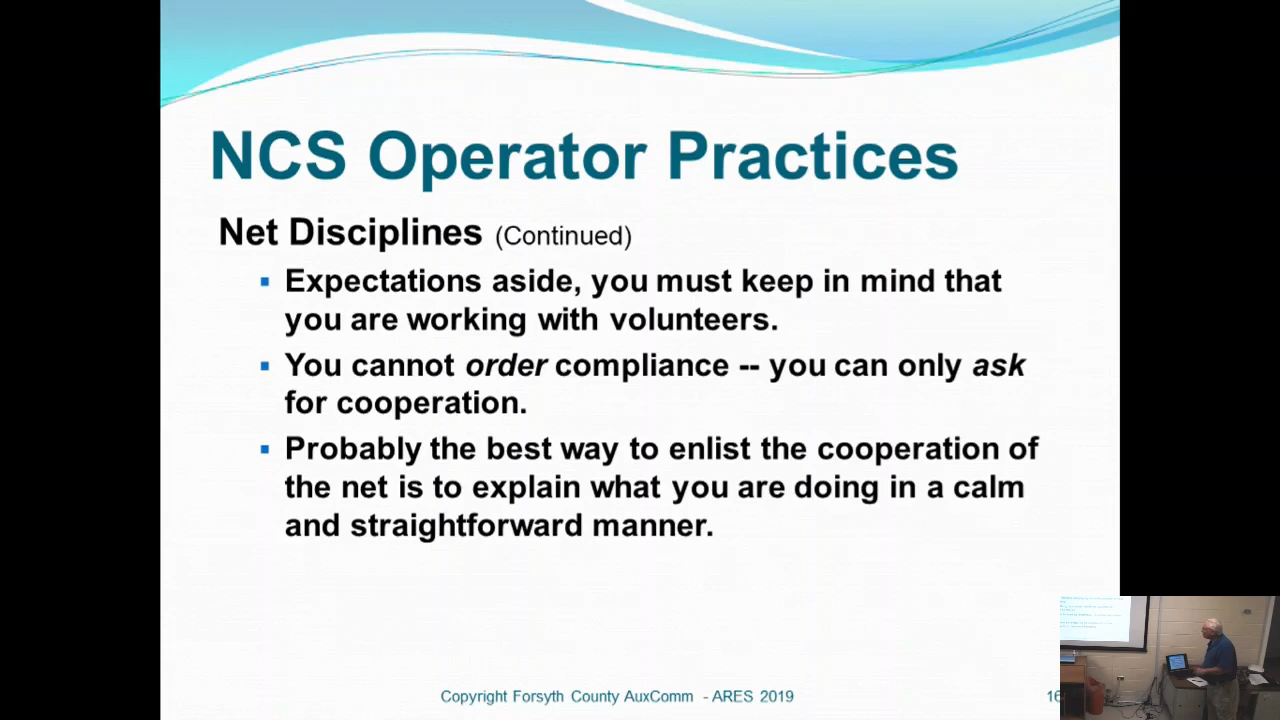 NCS Operator Practices
Net Disciplines (Continued)
Expectations aside, you must keep in mind that
you are working with volunteers.
You cannot order compliance -- you can only ask
for cooperation.
Probably the best way to enlist the cooperation of
the net is to explain what you are doing in a calm
and straightforward manner.
Copyright Forsyth County AuxComm - ARES 2019
16